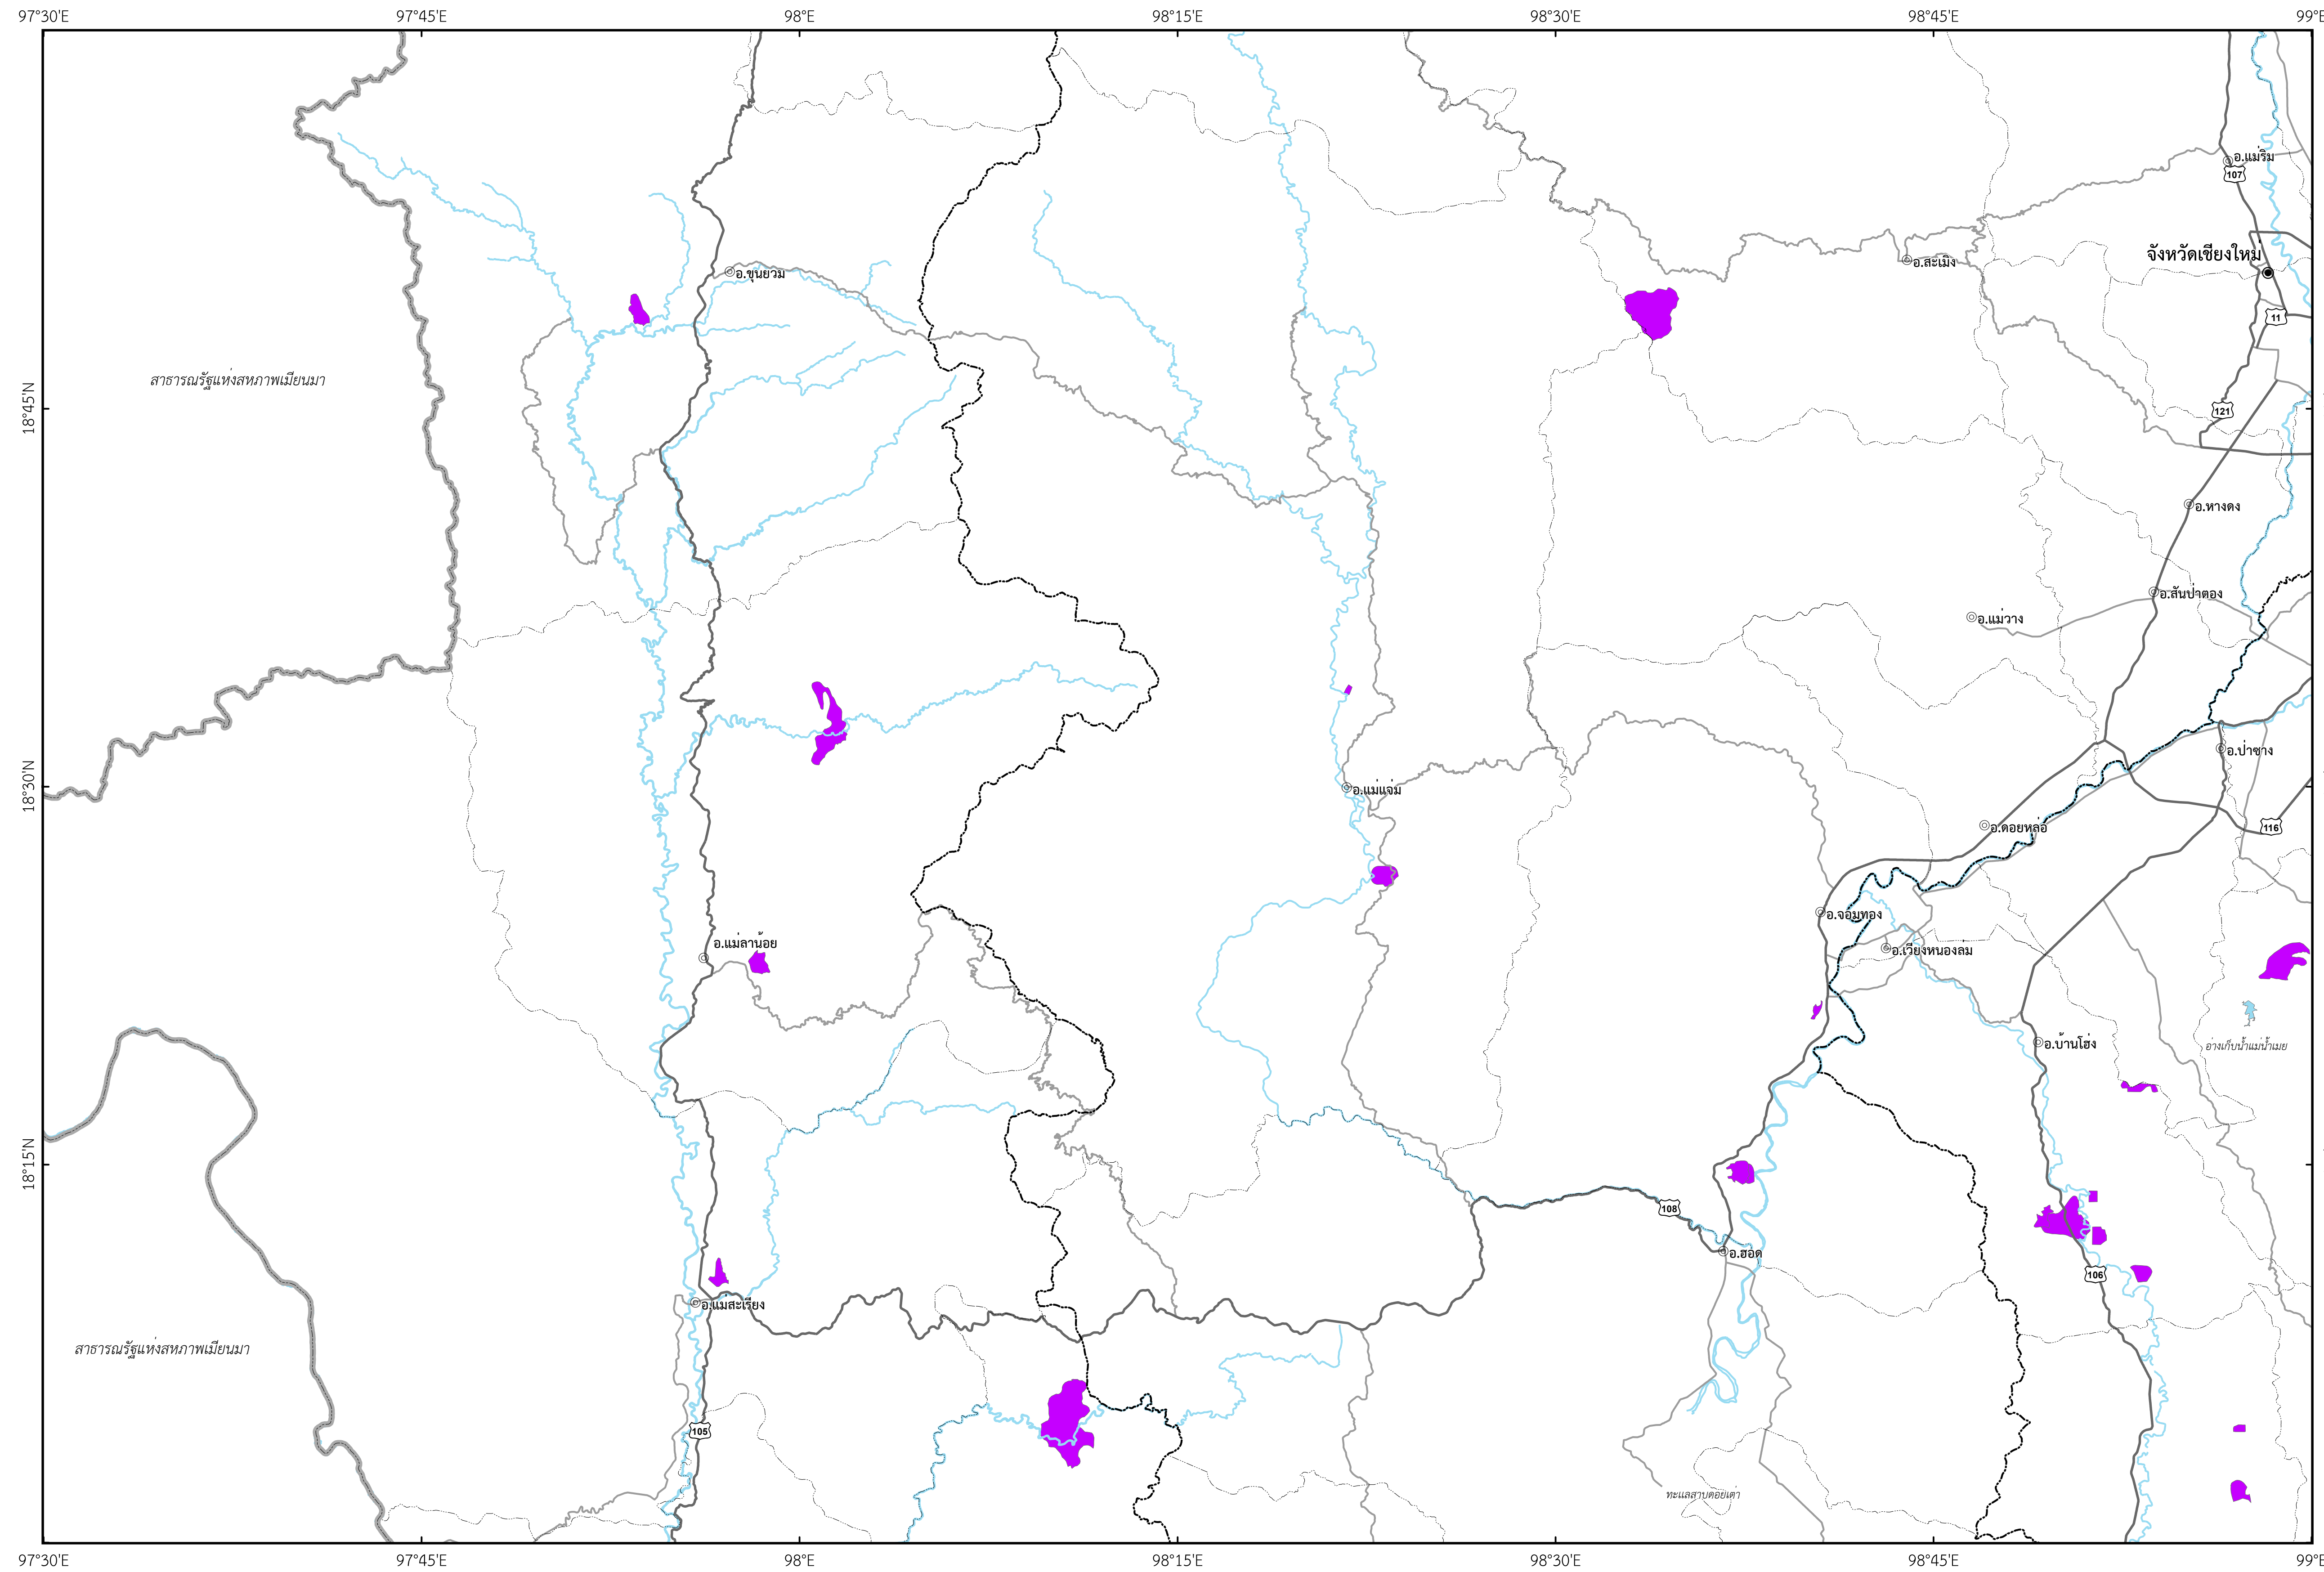 97°30'E
97°45'E
98°E
98°15'E
98°30'E
98°45'E
99°E
อ.แม่ริม
107
จังหวัดเชียงใหม่
อ.สะเมิง
อ.ขุนยวม
11
สาธารณรัฐแห่งสหภาพเมียนมา
18°45'N
121
อ.หางดง
อ.สันป่าตอง
อ.แม่วาง
อ.ป่าซาง
18°30'N
อ.แม่แจ่ม
อ.ดอยหล่อ
116
อ.จอมทอง
อ.แม่ลาน้อย
อ.เวียงหนองล่ม
อ.บ้านโฮ่ง
อ่างเก็บน้ำแม่น้ำเมย
18°15'N
108
อ.ฮอด
106
อ.แม่สะเรียง
สาธารณรัฐแห่งสหภาพเมียนมา
105
ทะเลสาบดอยเต่า
97°30'E
97°45'E
98°E
98°15'E
98°30'E
98°45'E
99°E